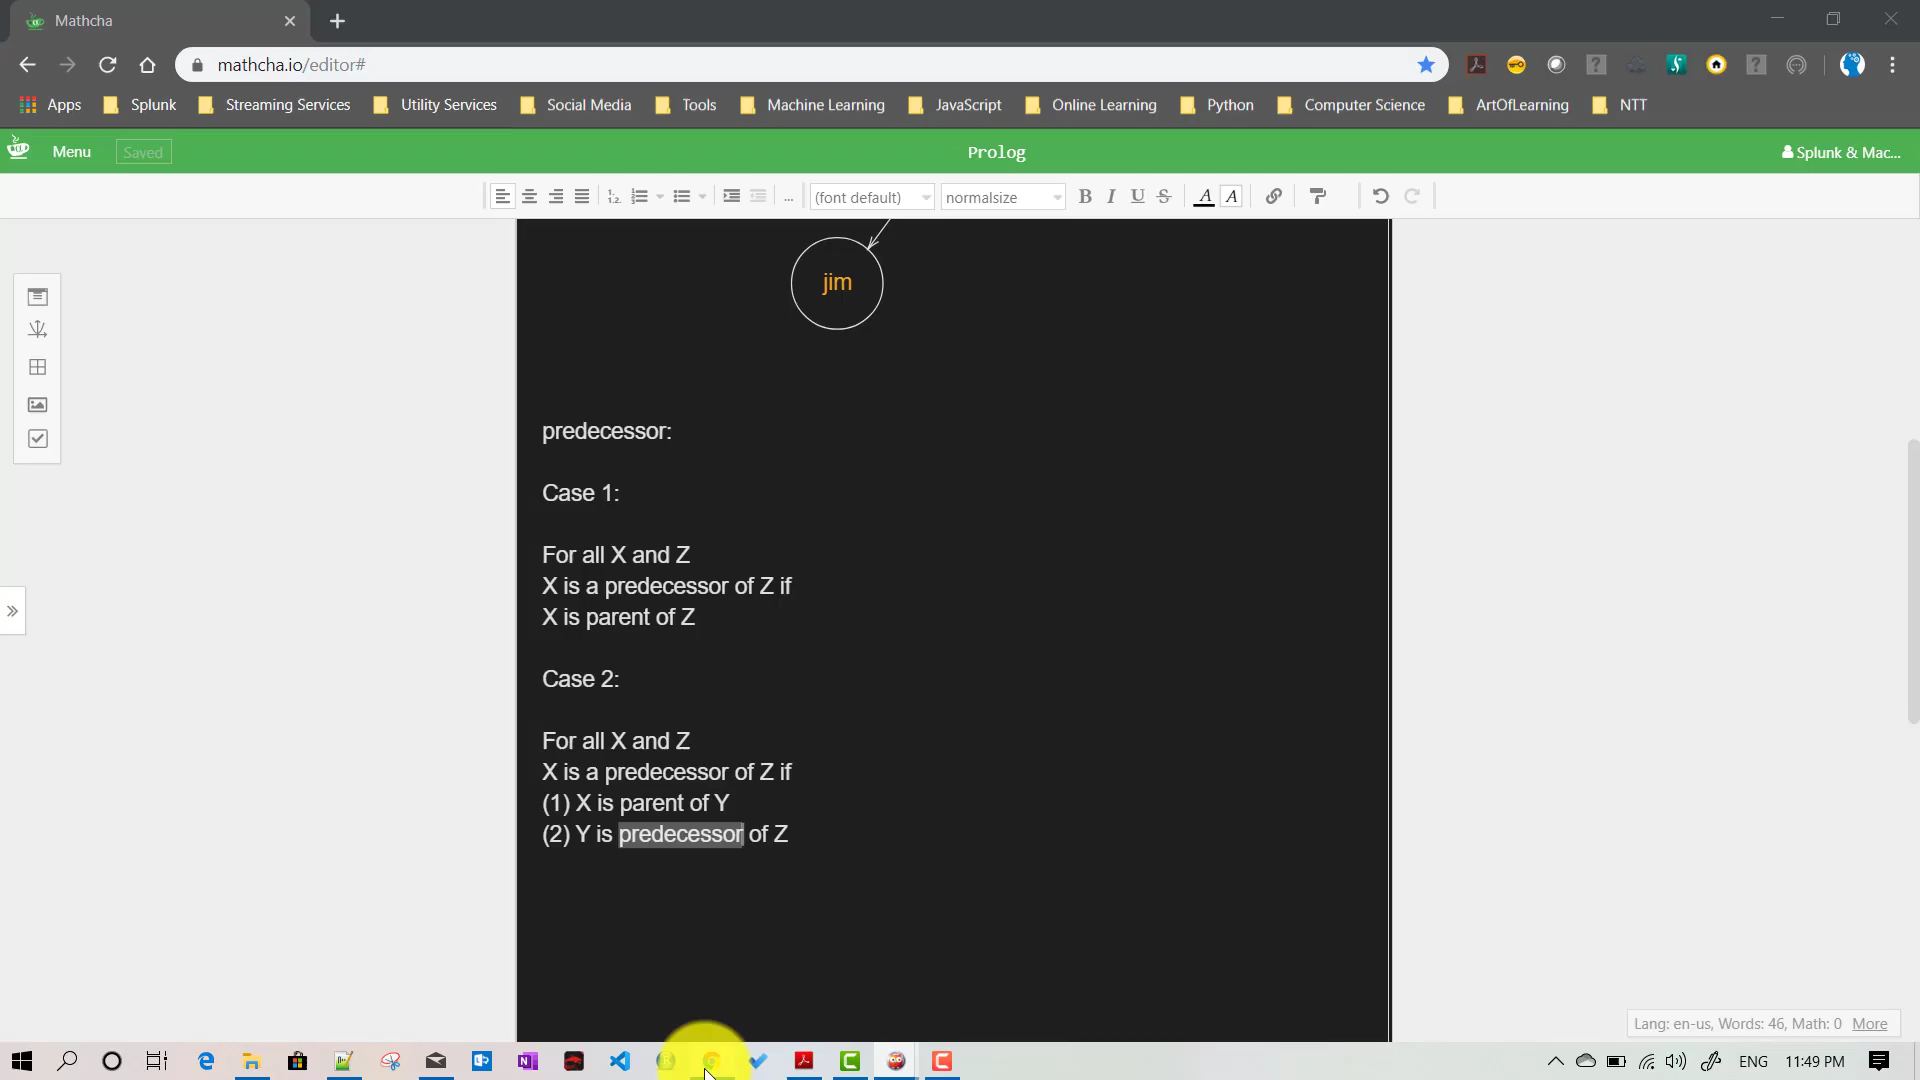 Mathcha
mathcha.io/editor#
Apps Splunk Streaming Services Utility Services Social Media Tools Machine Learning JavaScript Online Learning Python Computer Science ArtOfLearning NTT
Menu Saved Prolog Splunk & Mac...
(font default) normalsize B I U S A A
jim
predecessor:
Case 1:
For all X and Z
X is a predecessor of Z if
X is parent of Z
Case 2:
For all X and Z
X is a predecessor of Z if
(1) X is parent of Y
(2) Y is predecessor of Z
Lang: en-us, Words: 46, Math: 0 More
ENG 11:49 PM